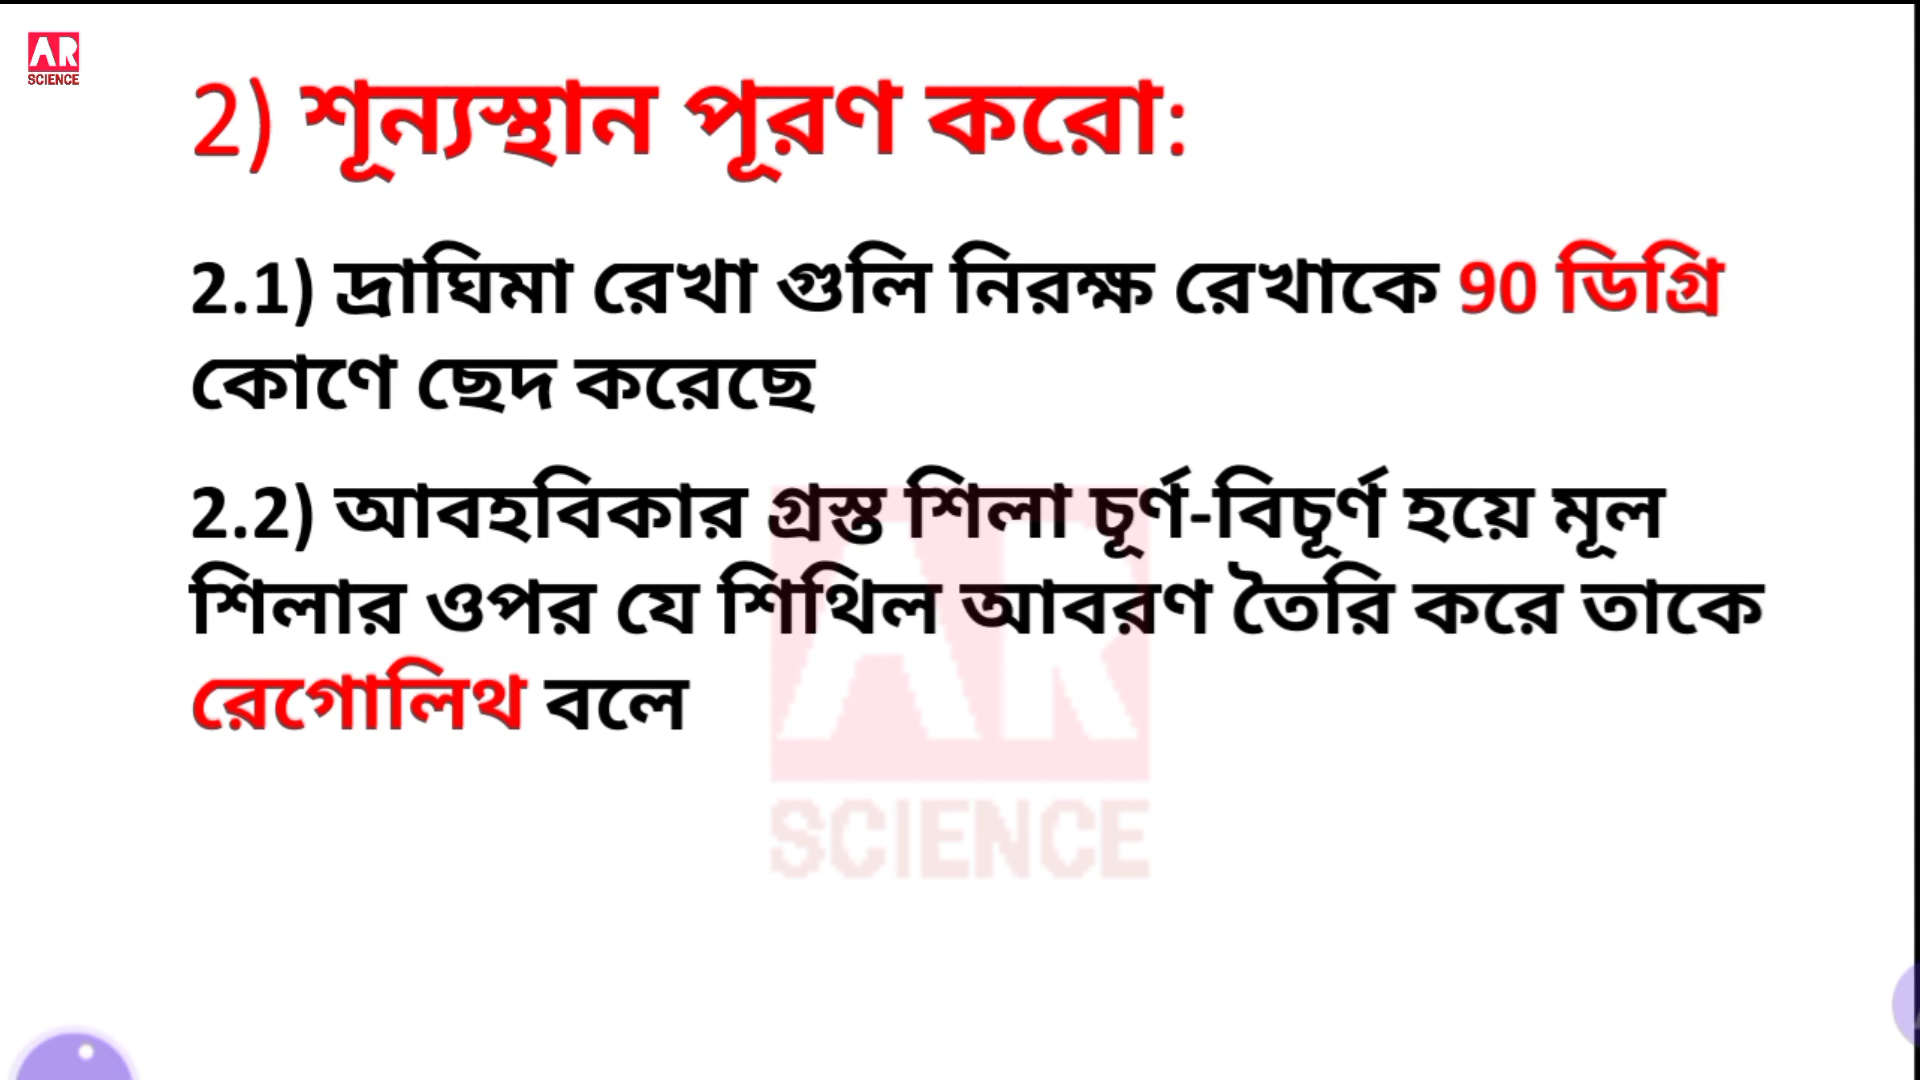 AR
SCIENCE
2) শূন্যস্থান পূরণ করো:
2.1) দ্রাঘিমা রেখা গুলি নিরক্ষ রেখাকে 90 ডিগ্রি
কোণে ছেদ করেছে
2.2) আবহবিকার গ্রস্ত শিলা চূর্ণ-বিচূর্ণ হয়ে মূল
শিলার ওপর যে শিথিল আবরণ তৈরি করে তাকে
রেগোলিথ বলে
AR
SCIENCE